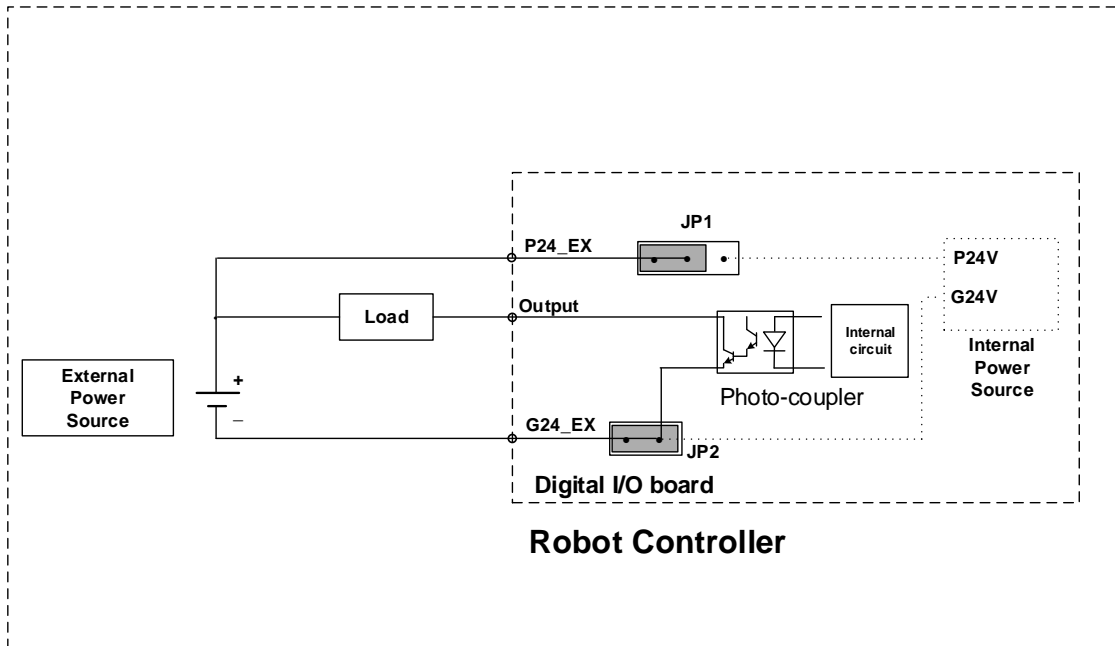 JP1
P24_EX
P24V
G24V
Output
Load
Internal
circuit
Internal
Power
Source
External
Power
Source
+
–
Photo-coupler
G24_EX
JP2
Digital I/O board
Robot Controller